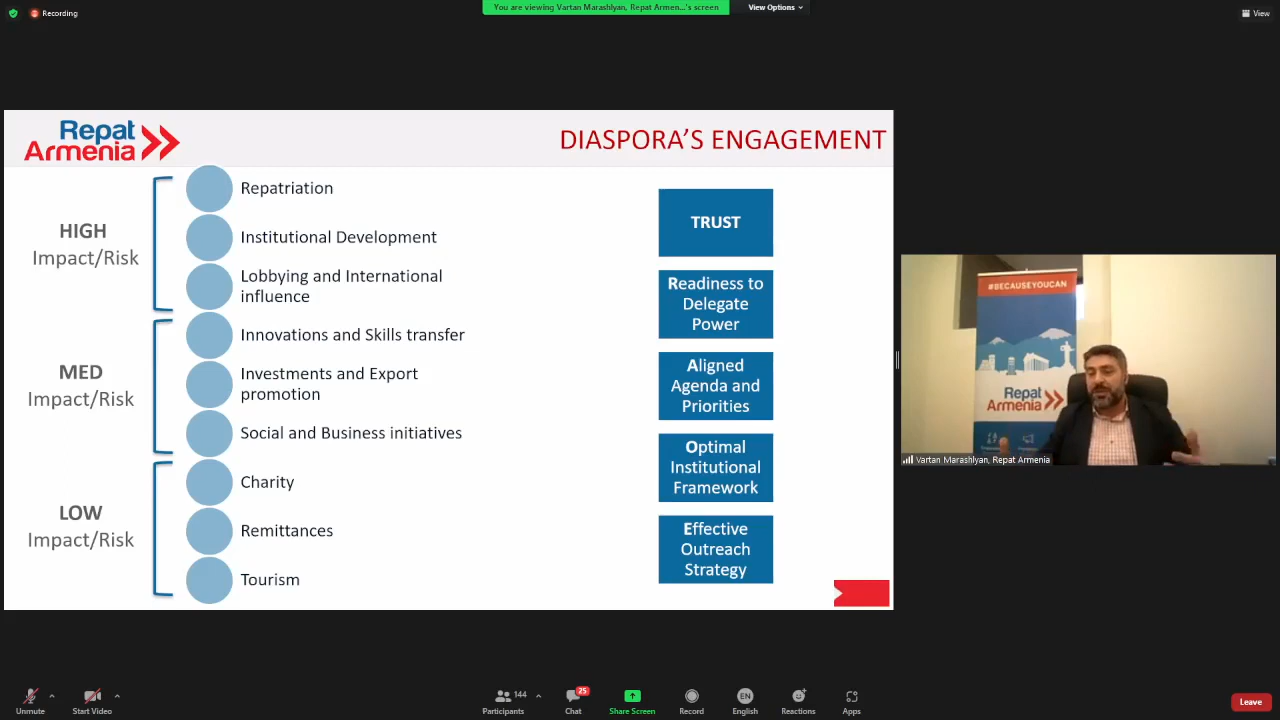 Recording
You are viewing Vartan Marashlyan, Repat Armen...'s screen
View Options
View
Repat
Armenia
DIASPORA'S ENGAGEMENT
HIGH
Impact/Risk
Repatriation
Institutional Development
Lobbying and International
influence
MED
Impact/Risk
Innovations and Skills transfer
Investments and Export
promotion
Social and Business initiatives
LOW
Impact/Risk
Charity
Remittances
Tourism
TRUST
Readiness to
Delegate
Power
Aligned
Agenda and
Priorities
Optimal
Institutional
Framework
Effective
Outreach
Strategy
#BECAUSEYOUCAN
Repat
Armenia
Vartan Marashlyan, Repat Armenia
Unmute
Start Video
144
Participants
25
Chat
Share Screen
Record
EN
English
Reactions
Apps
Leave